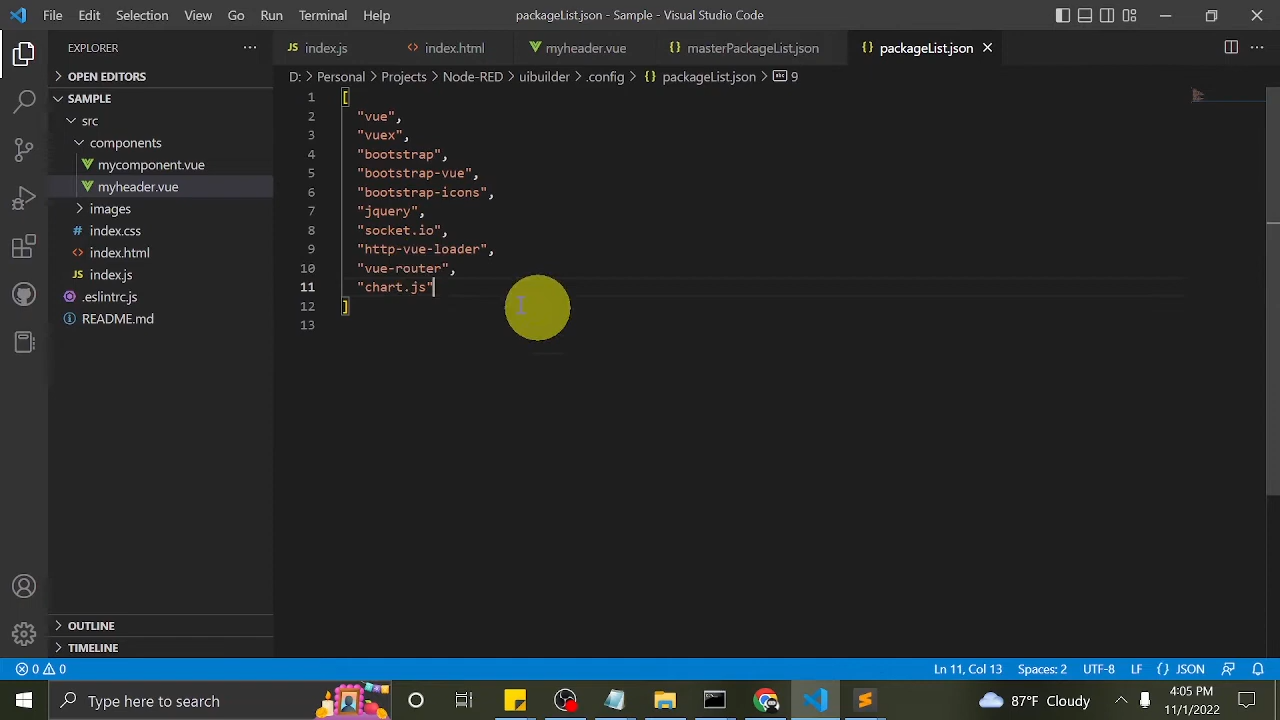 File Edit Selection View Go Run Terminal Help packageList.json - Sample - Visual Studio Code
EXPLORER
OPEN EDITORS
SAMPLE
src
components
mycomponent.vue
myheader.vue
images
index.css
index.html
JS index.js
.eslintrc.js
README.md
OUTLINE
TIMELINE
JS index.js index.html myheader.vue {} masterPackageList.json {} packageList.json
D: > Personal > Projects > Node-RED > uibuilder > .config > {} packageList.json > abc 9
1 [
2 "vue",
3 "vuex",
4 "bootstrap",
5 "bootstrap-vue",
6 "bootstrap-icons",
7 "jquery",
8 "socket.io",
9 "http-vue-loader",
10 "vue-router",
11 "chart.js"
12 ]
13
0 0 Ln 11, Col 13 Spaces: 2 UTF-8 LF {} JSON
Type here to search 87°F Cloudy 4:05 PM
11/1/2022